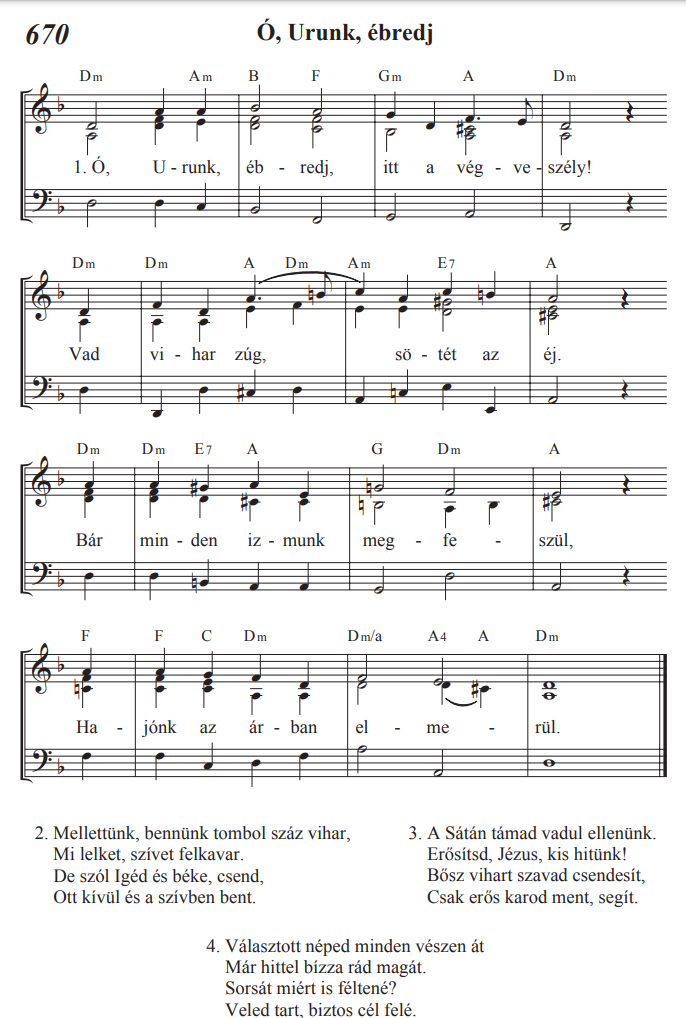 670 Ó, Urunk, ébredj
Dm Am B F Gm A Dm
1. Ó, U - runk, éb - redj, itt a vég - ve - szély!
Dm Dm A Dm Am E7 A
Vad vi - har zúg, sö - tét az éj.
Dm Dm E7 A G Dm A
Bár min - den iz - munk meg - fe - szül,
F F C Dm Dm/a A4 A Dm
Ha - jónk az ár - ban el - me - rül.
2. Mellettünk, bennünk tombol száz vihar,
Mi lelket, szívet felkavar.
De szól Igéd és béke, csend,
Ott kívül és a szívben bent.
3. A Sátán támad vadul ellenünk.
Erősítsd, Jézus, kis hitünk!
Bősz vihart szavad csendesít,
Csak erős karod ment, segít.
4. Választott néped minden vészen át
Már hittel bízza rád magát.
Sorsát miért is féltené?
Veled tart, biztos cél felé.